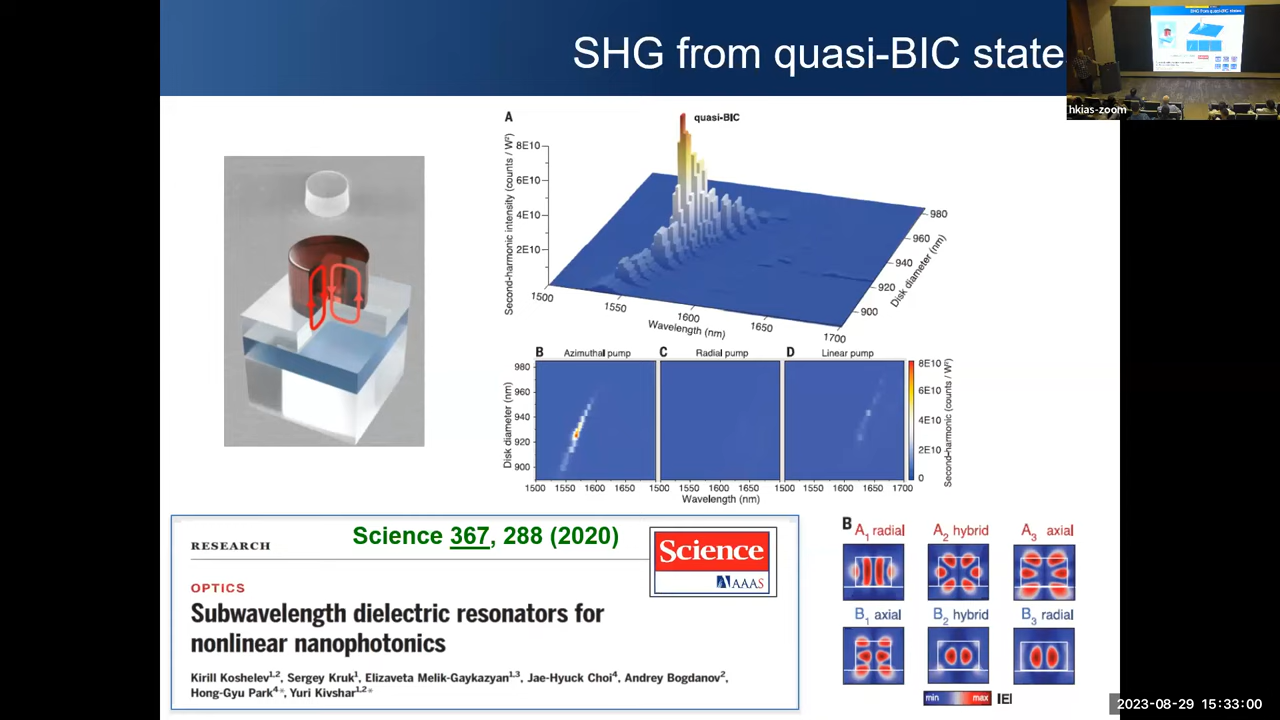 SHG from quasi-BIC state
SHG from quasi-BIC states
hkias-zoom
A
quasi-BIC
8E10
6E10
4E10
2E10
Second-harmonic intensity (counts / W²)
1500
1550
1600
1650
1700
Wavelength (nm)
980
960
940
920
900
Disk diameter (nm)
B Azimuthal pump
C Radial pump
D Linear pump
980
960
940
920
900
Disk diameter (nm)
1500 1550 1600 1650 1500 1550 1600 1650 1500 1550 1600 1650 1700
Wavelength (nm)
8E10
6E10
4E10
2E10
0
Second-harmonic (counts / W²)
Science 367, 288 (2020)
RESEARCH
Science
AAAS
OPTICS
Subwavelength dielectric resonators for
nonlinear nanophotonics
Kirill Koshelev1,2, Sergey Kruk1, Elizaveta Melik-Gaykazyan1,3, Jae-Hyuck Choi4, Andrey Bogdanov2,
Hong-Gyu Park4*, Yuri Kivshar1,2*
B
A1 radial A2 hybrid A3 axial
B1 axial B2 hybrid B3 radial
min max |E|
2023-08-29 15:33:00